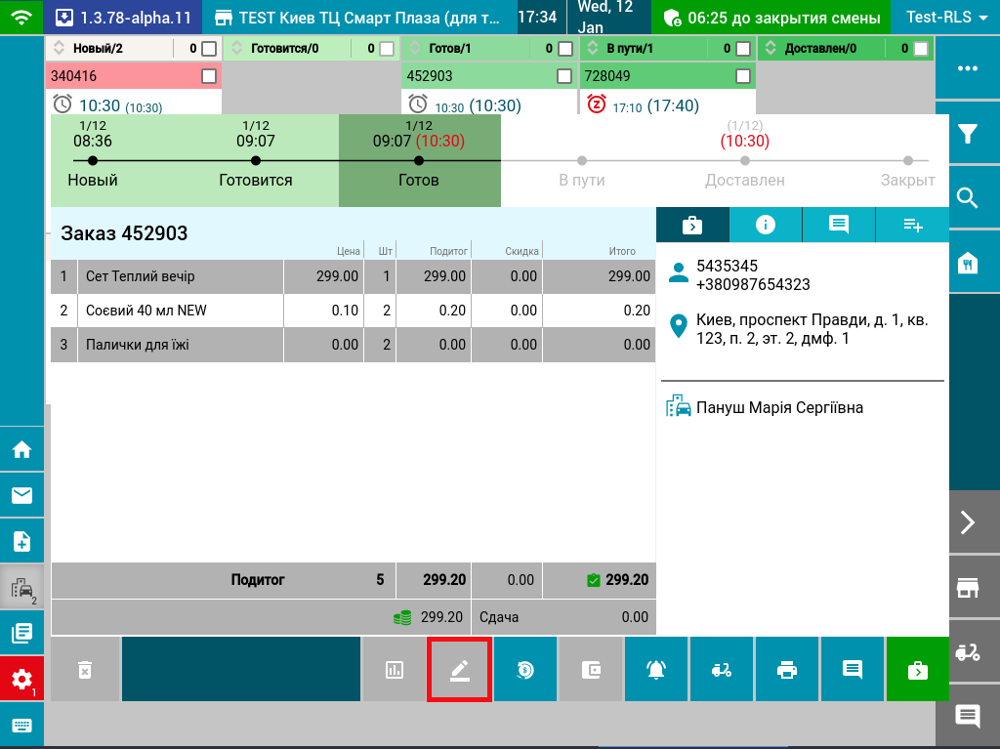 1.3.78-alpha.11
TEST Киев ТЦ Смарт Плаза (для т...
17:34
Wed, 12
Jan
06:25 до закрытия смены
Test-RLS
Новый/2 0
Готовится/0 0
Готов/1 0
В пути/1 0
Доставлен/0 0
340416
452903
728049
10:30 (10:30)
10:30 (10:30)
17:10 (17:40)
1/12
08:36
Новый
1/12
09:07
Готовится
1/12
09:07 (10:30)
Готов
В пути
(1/12)
(10:30)
Доставлен
Закрыт
Заказ 452903
Цена Шт Подитог Скидка Итого
1 Сет Теплий вечір 299.00 1 299.00 0.00 299.00
2 Соєвий 40 мл NEW 0.10 2 0.20 0.00 0.20
3 Палички для їжі 0.00 2 0.00 0.00 0.00
Подитог 5 299.20 0.00 299.20
299.20 Сдача 0.00
5435345
+380987654323
Киев, проспект Правди, д. 1, кв.
123, п. 2, эт. 2, дмф. 1
Пануш Марія Сергіївна
2
1